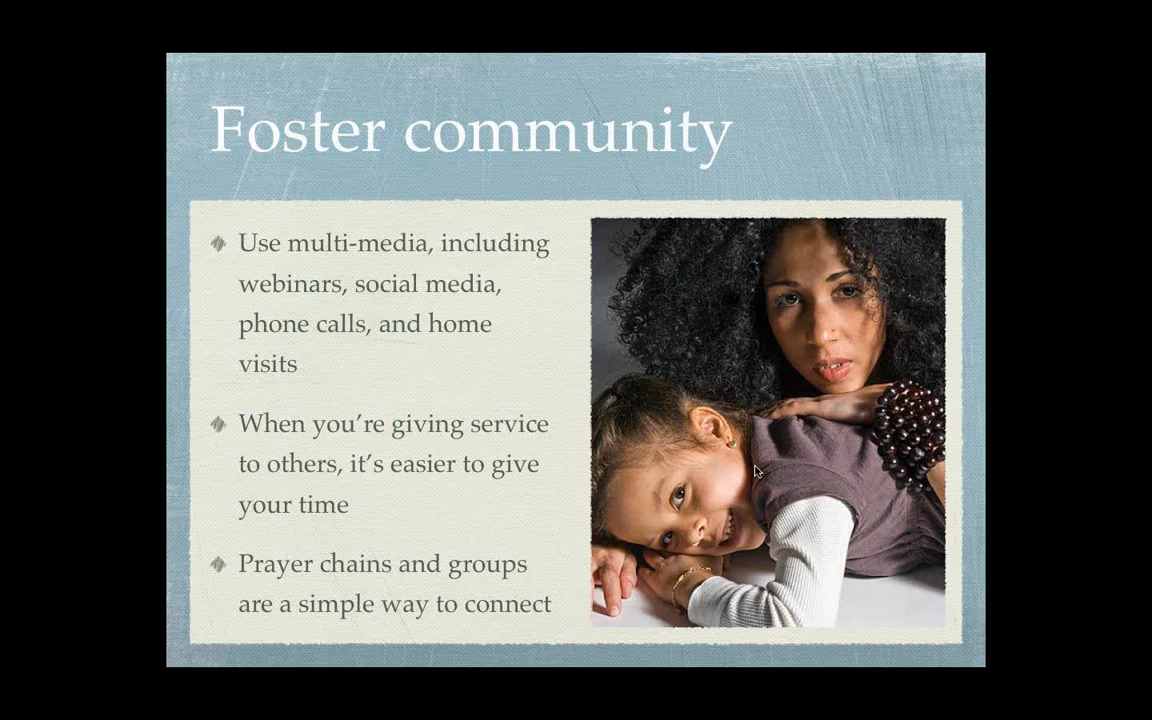 Foster community
Use multi-media, including
webinars, social media,
phone calls, and home
visits
When you’re giving service
to others, it’s easier to give
your time
Prayer chains and groups
are a simple way to connect